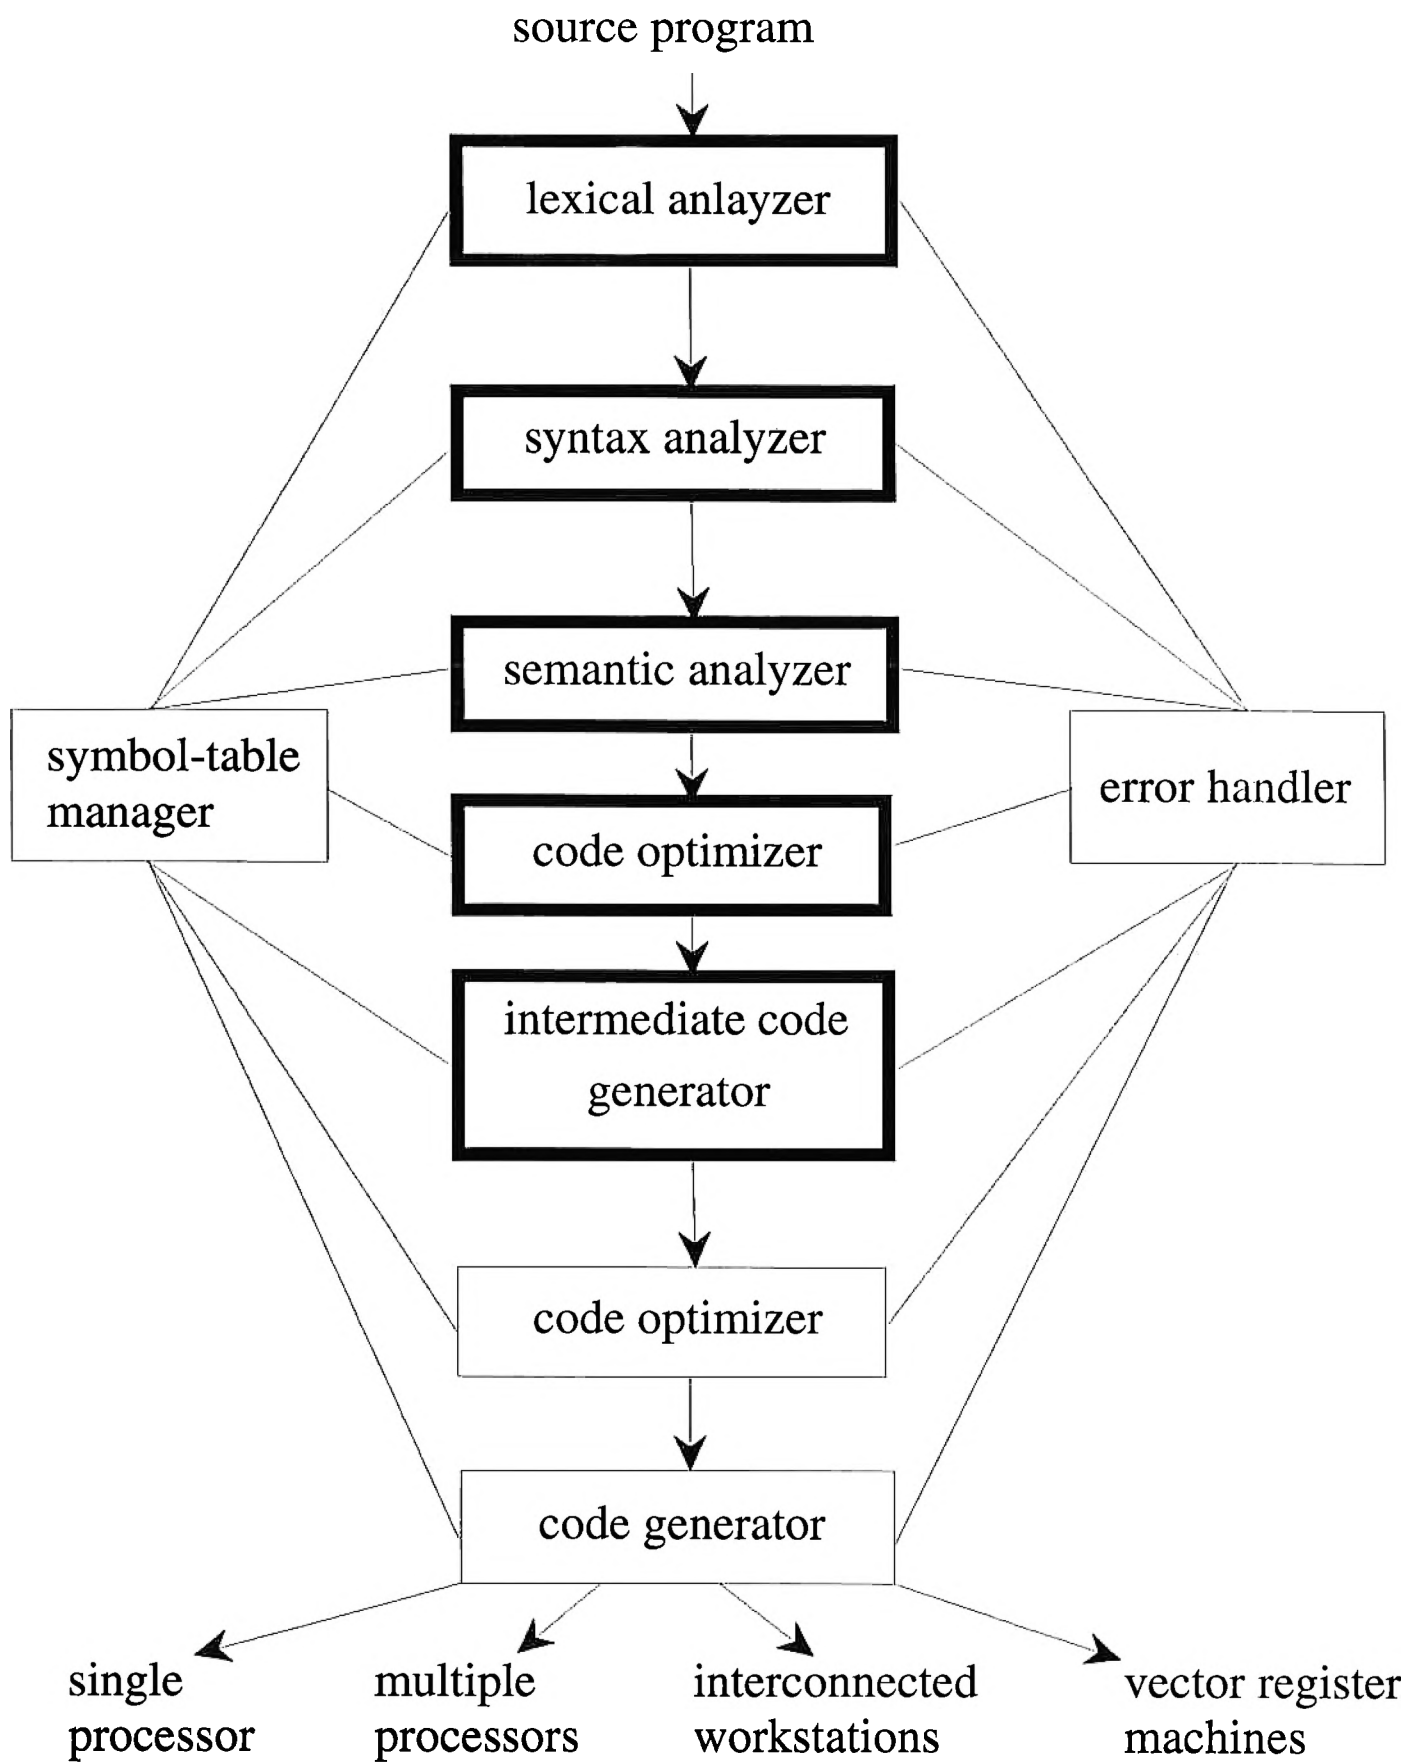 source program
lexical anlayzer
syntax analyzer
semantic analyzer
symbol-table
manager
error handler
code optimizer
intermediate code
generator
code optimizer
code generator
single
processor
multiple
processors
interconnected
workstations
vector register
machines